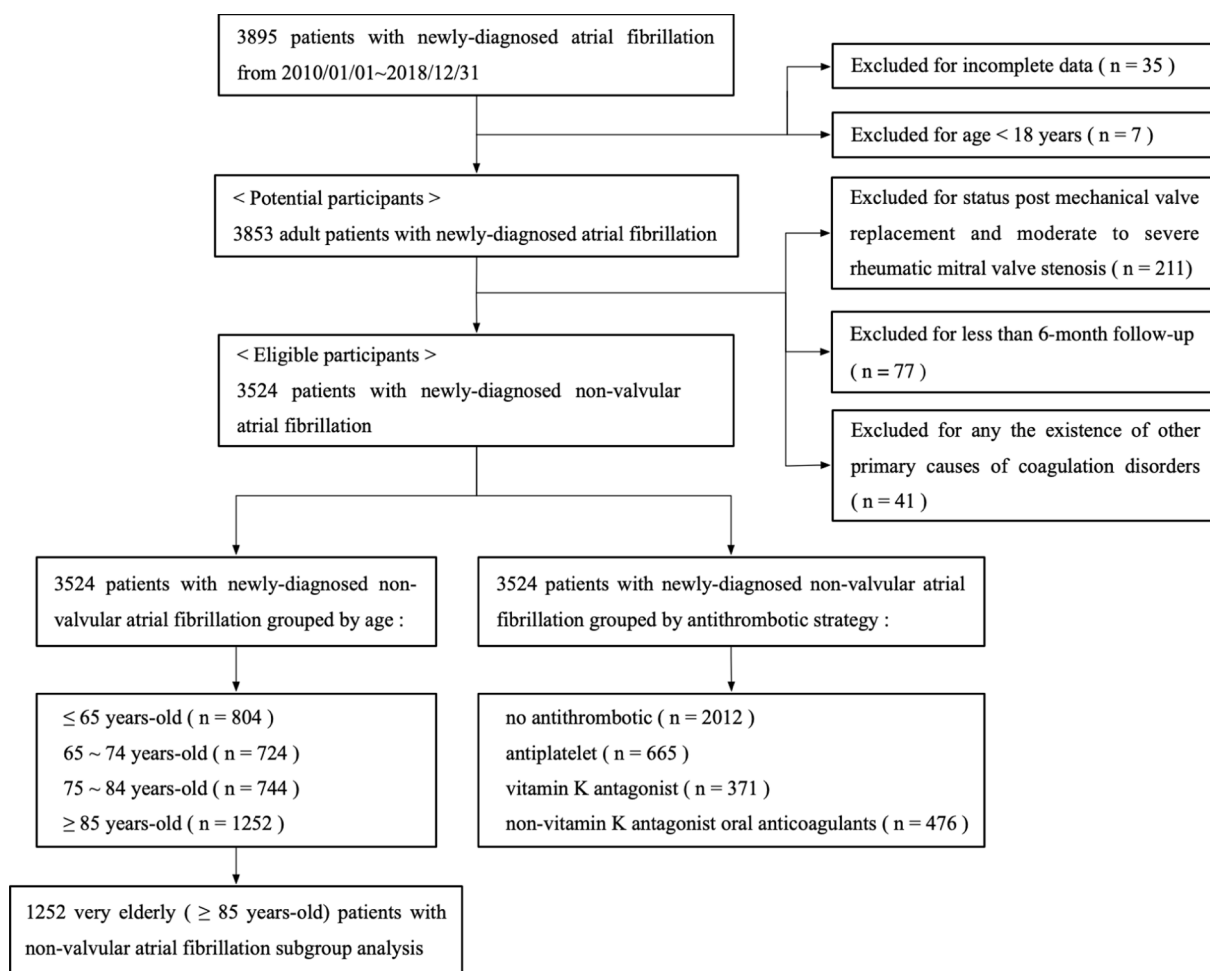 3895 patients with newly-diagnosed atrial fibrillation
from 2010/01/01~2018/12/31
Excluded for incomplete data ( n = 35 )
Excluded for age < 18 years ( n = 7 )
< Potential participants >
3853 adult patients with newly-diagnosed atrial fibrillation
Excluded for status post mechanical valve
replacement and moderate to severe
rheumatic mitral valve stenosis ( n = 211)
Excluded for less than 6-month follow-up
( n = 77 )
Excluded for any the existence of other
primary causes of coagulation disorders
( n = 41 )
< Eligible participants >
3524 patients with newly-diagnosed non-valvular
atrial fibrillation
3524 patients with newly-diagnosed non-
valvular atrial fibrillation grouped by age :
3524 patients with newly-diagnosed non-valvular atrial
fibrillation grouped by antithrombotic strategy :
≤ 65 years-old ( n = 804 )
65 ~ 74 years-old ( n = 724 )
75 ~ 84 years-old ( n = 744 )
≥ 85 years-old ( n = 1252 )
no antithrombotic ( n = 2012 )
antiplatelet ( n = 665 )
vitamin K antagonist ( n = 371 )
non-vitamin K antagonist oral anticoagulants ( n = 476 )
1252 very elderly ( ≥ 85 years-old) patients with
non-valvular atrial fibrillation subgroup analysis